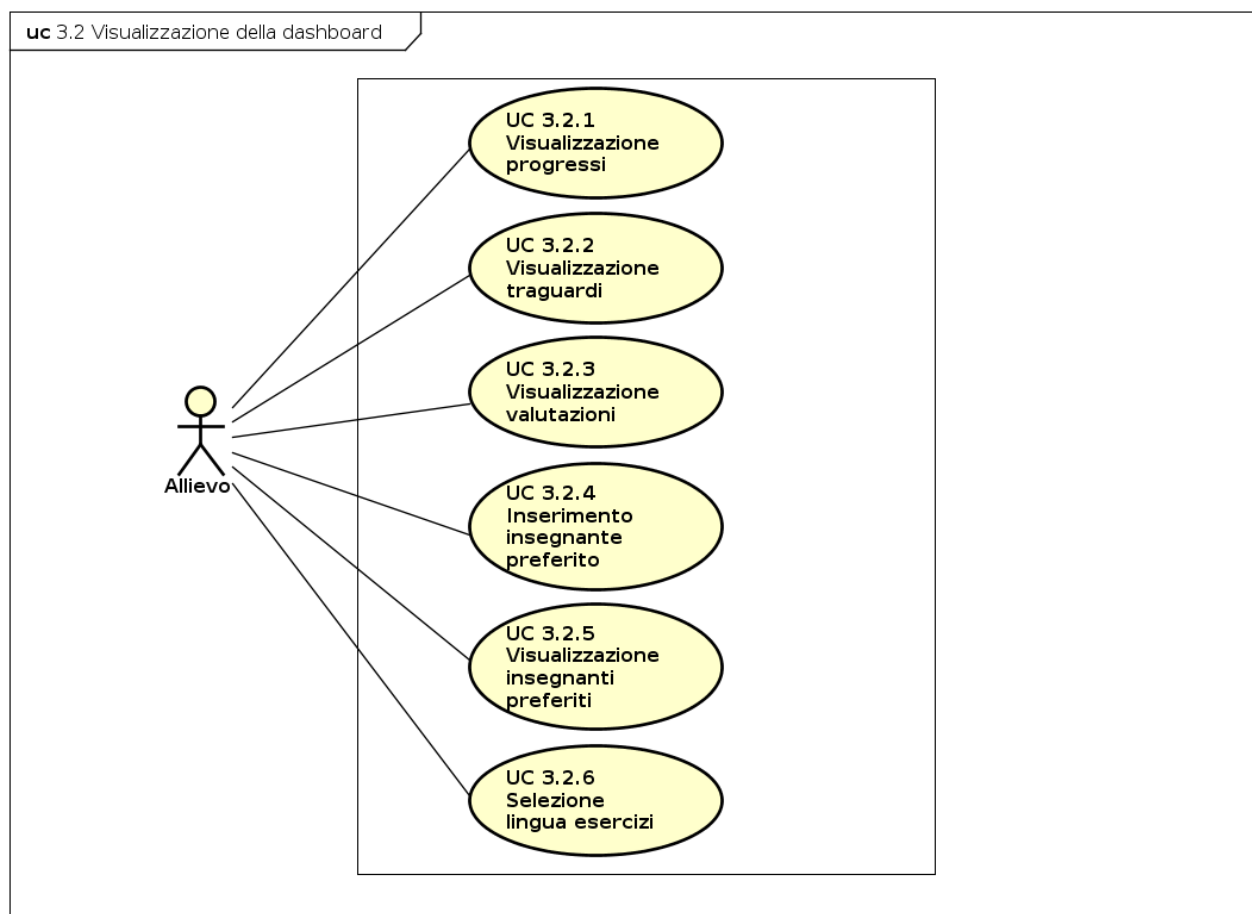 uc 3.2 Visualizzazione della dashboard
UC 3.2.1
Visualizzazione
progressi
UC 3.2.2
Visualizzazione
traguardi
UC 3.2.3
Visualizzazione
valutazioni
Allievo
UC 3.2.4
Inserimento
insegnante
preferito
UC 3.2.5
Visualizzazione
insegnanti
preferiti
UC 3.2.6
Selezione
lingua esercizi